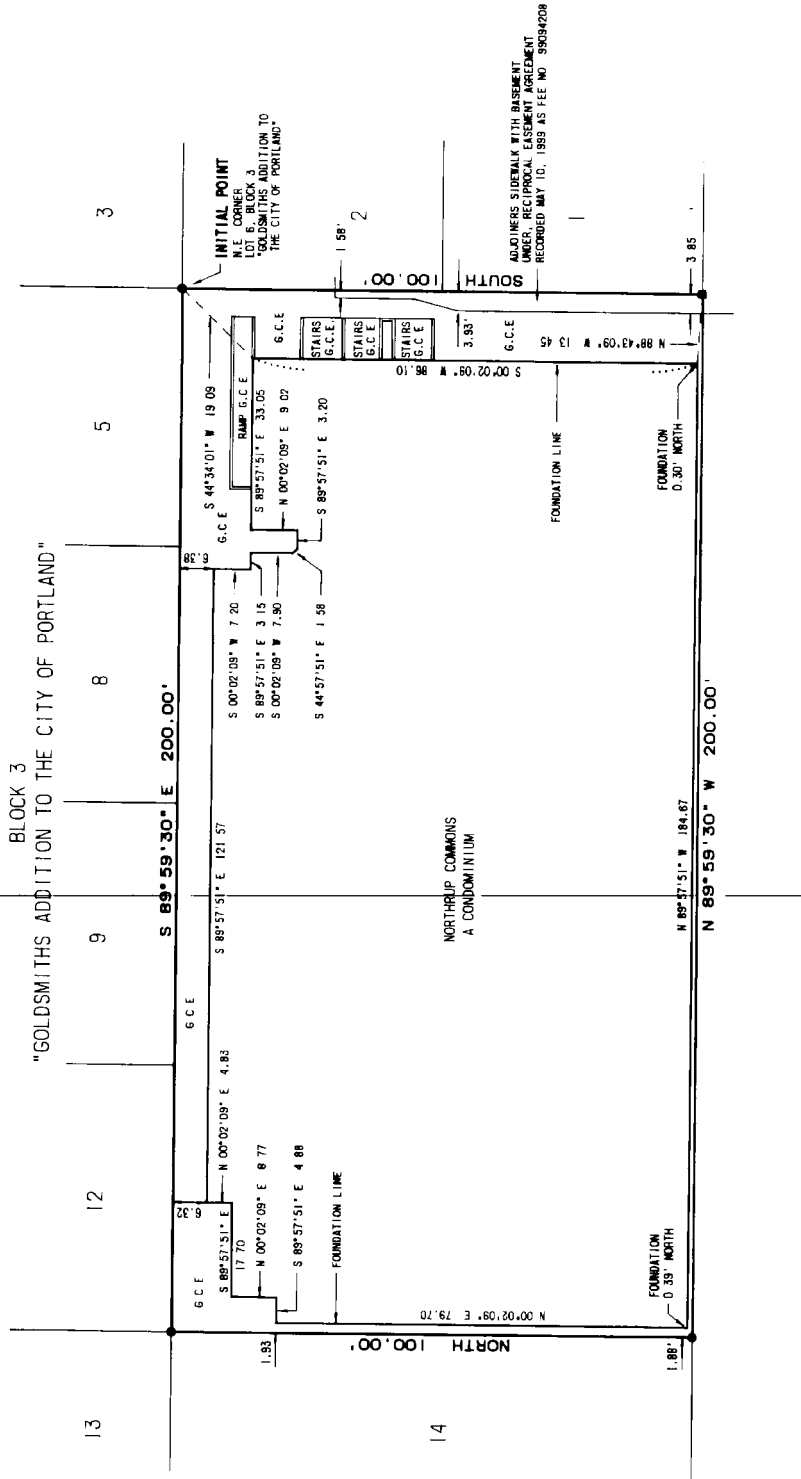 BLOCK 3
"GOLDSMITHS ADDITION TO THE CITY OF PORTLAND"
13
12
9
8
5
3
S 89°59'30" E 200.00'
INITIAL POINT
N.E. CORNER
LOT 6, BLOCK 3
"GOLDSMITHS ADDITION TO
THE CITY OF PORTLAND"
G C E
6.32
S 89°57'51" E
17 70
N 00°02'09" E 4.83
N 00°02'09" E 8 77
S 89°57'51" E 4 88
FOUNDATION LINE
G C E
S 89°57'51" E 121 57
6.38
S 44°34'01" W 19 09
G.C E
RAMP G.C E
G.C.E
S 00°02'09" W 7 20
S 89°57'51" E 3 15
S 00°02'09" W 7.90
S 44°57'51" E 1 58
S 89°57'51" E 33.05
N 00°02'09" E 9 02
S 89°57'51" E 3.20
STAIRS
G.C.E.
STAIRS
G.C E
STAIRS
G.C E
1 58'
2
SOUTH 100.00'
3.93'
G.C.E
ADJOINERS SIDEWALK WITH BASEMENT
UNDER, RECIPROCAL EASEMENT AGREEMENT
RECORDED MAY 10, 1999 AS FEE NO 99094208
1
S 00°02'09" W 86.10
FOUNDATION LINE
NORTHRUP COMMONS
A CONDOMINIUM
1.93
NORTH 100.00'
N 00°02'09" E 79.70
14
1.88'
FOUNDATION
0 39' NORTH
N 89°57'51" W 184.67
N 89°59'30" W 200.00'
FOUNDATION
0.30' NORTH
N 88°43'09" W 13 45
3.85